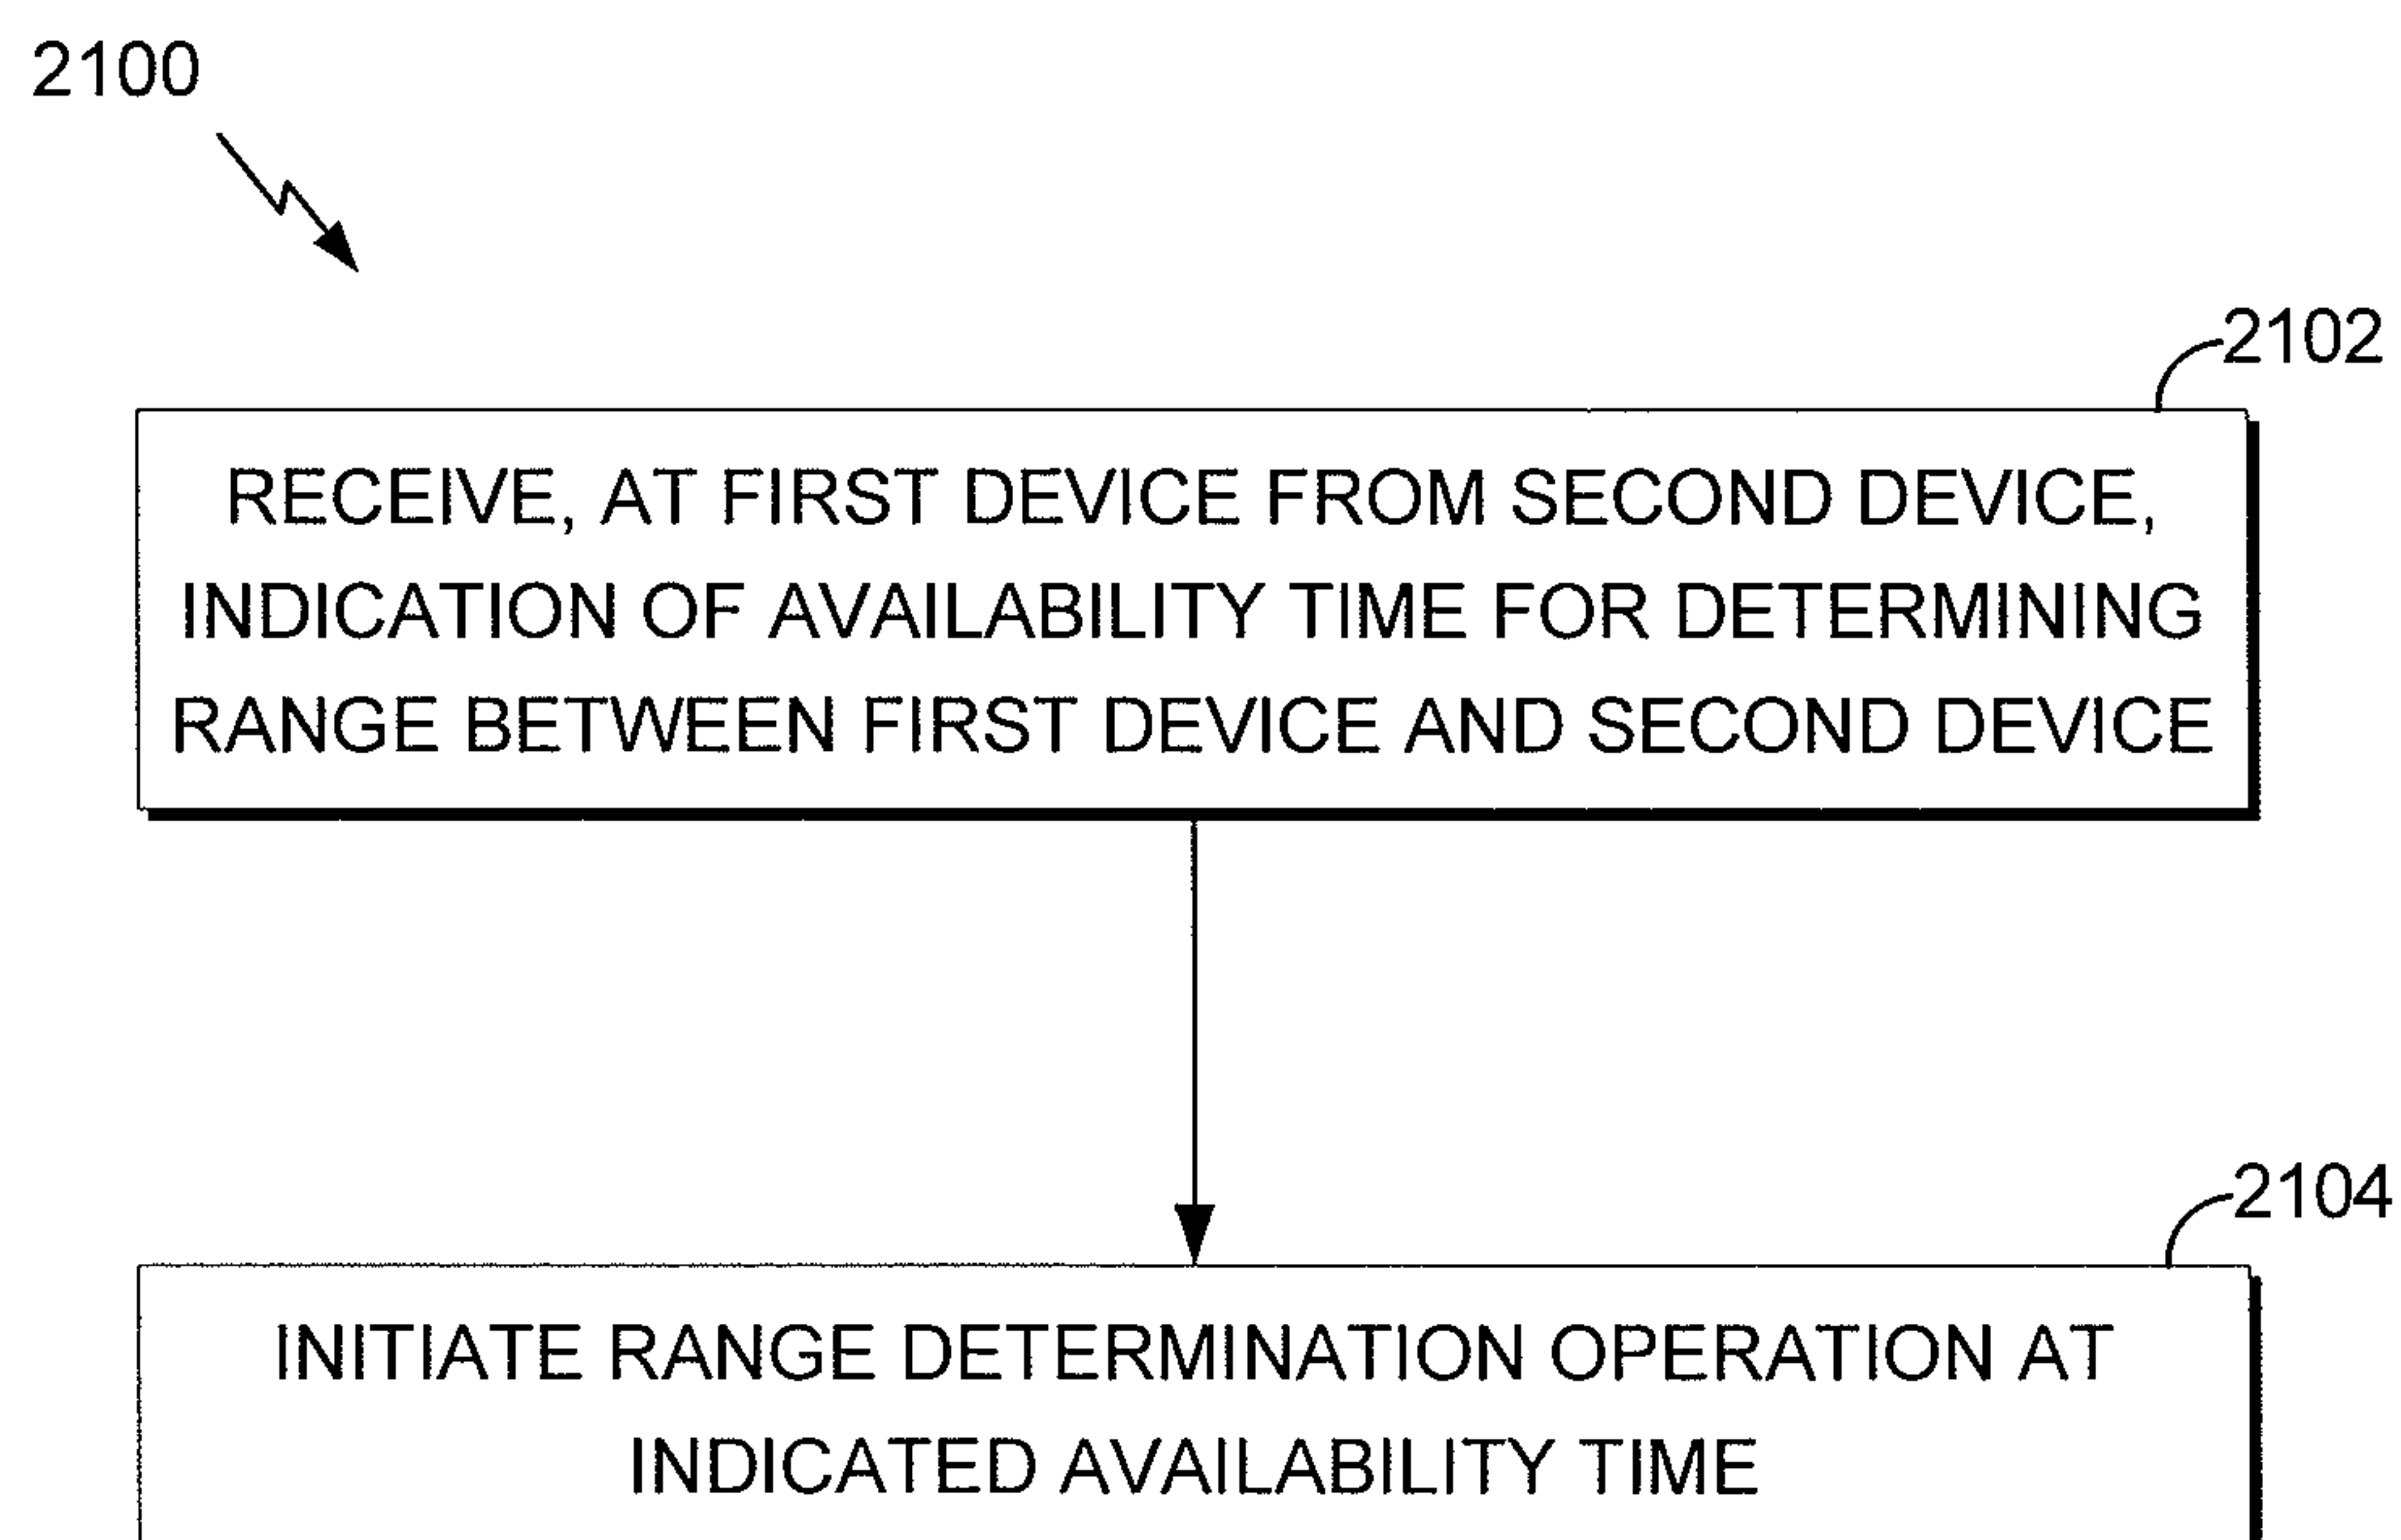 2100
2102
RECEIVE, AT FIRST DEVICE FROM SECOND DEVICE,
INDICATION OF AVAILABILITY TIME FOR DETERMINING
RANGE BETWEEN FIRST DEVICE AND SECOND DEVICE
2104
INITIATE RANGE DETERMINATION OPERATION AT
INDICATED AVAILABILITY TIME